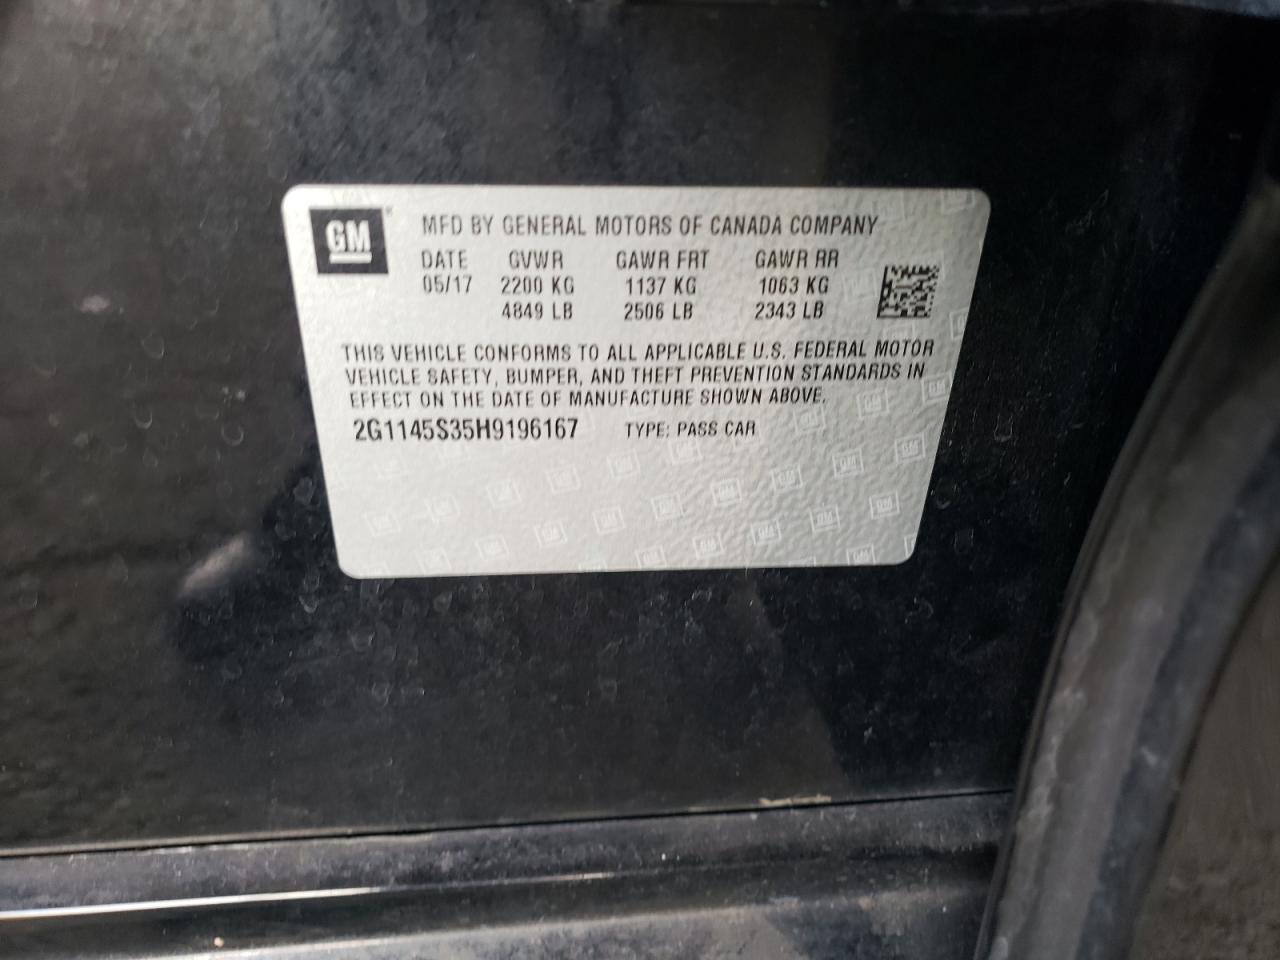 GM
MFD BY GENERAL MOTORS OF CANADA COMPANY
DATE GVWR GAWR FRT GAWR RR
05/17 2200 KG 1137 KG 1063 KG
4849 LB 2506 LB 2343 LB
THIS VEHICLE CONFORMS TO ALL APPLICABLE U.S. FEDERAL MOTOR
VEHICLE SAFETY, BUMPER, AND THEFT PREVENTION STANDARDS IN
EFFECT ON THE DATE OF MANUFACTURE SHOWN ABOVE.
2G1145S35H9196167 TYPE: PASS CAR